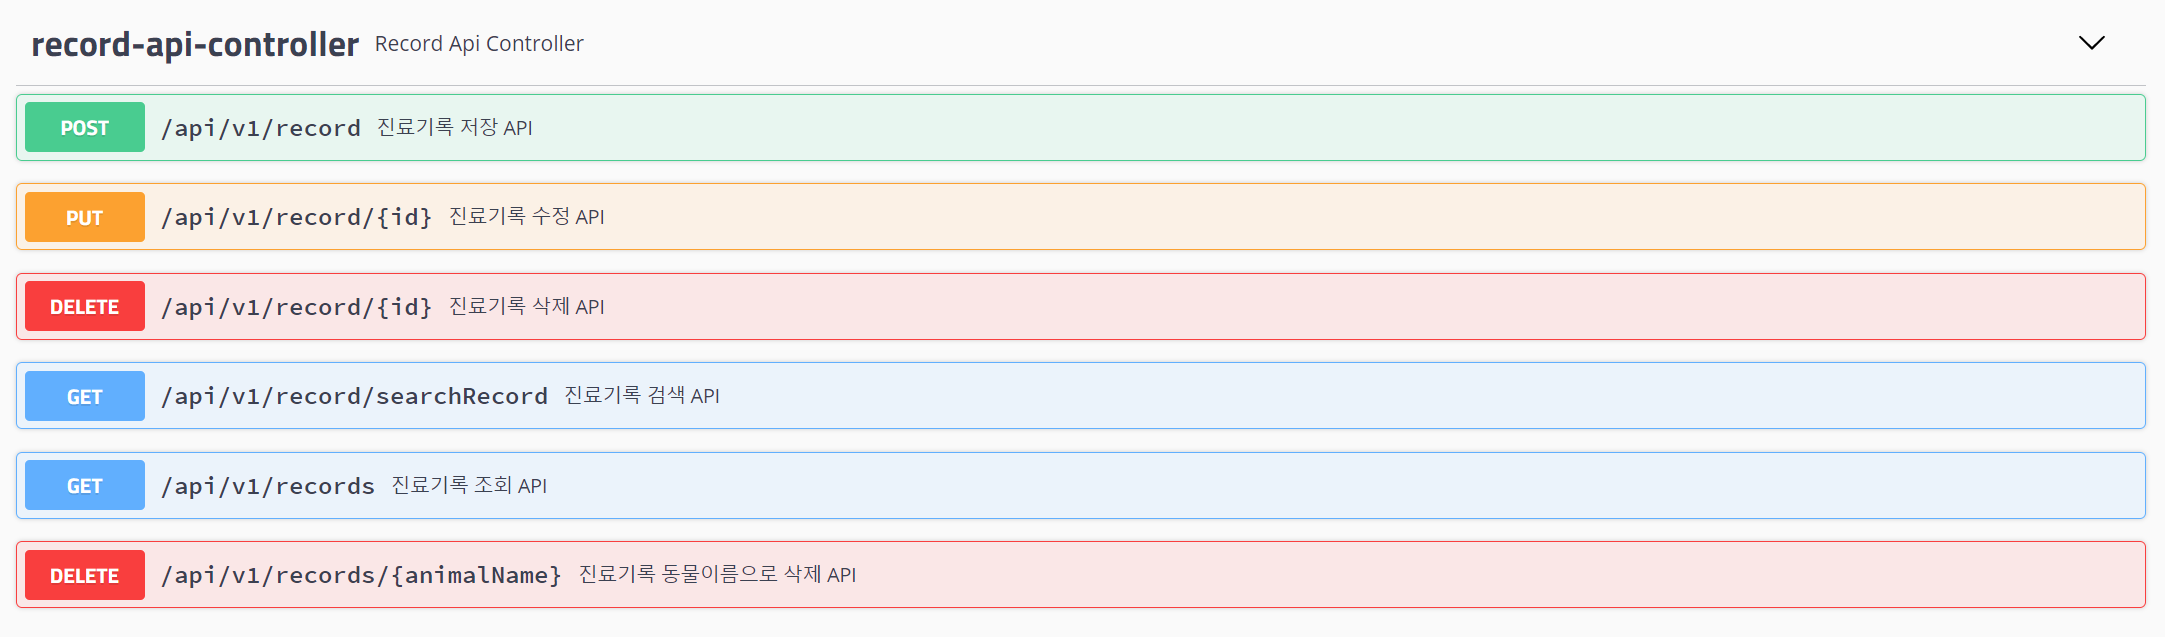 record-api-controller Record Api Controller
POST /api/v1/record 진료기록 저장 API
PUT /api/v1/record/{id} 진료기록 수정 API
DELETE /api/v1/record/{id} 진료기록 삭제 API
GET /api/v1/record/searchRecord 진료기록 검색 API
GET /api/v1/records 진료기록 조회 API
DELETE /api/v1/records/{animalName} 진료기록 동물이름으로 삭제 API